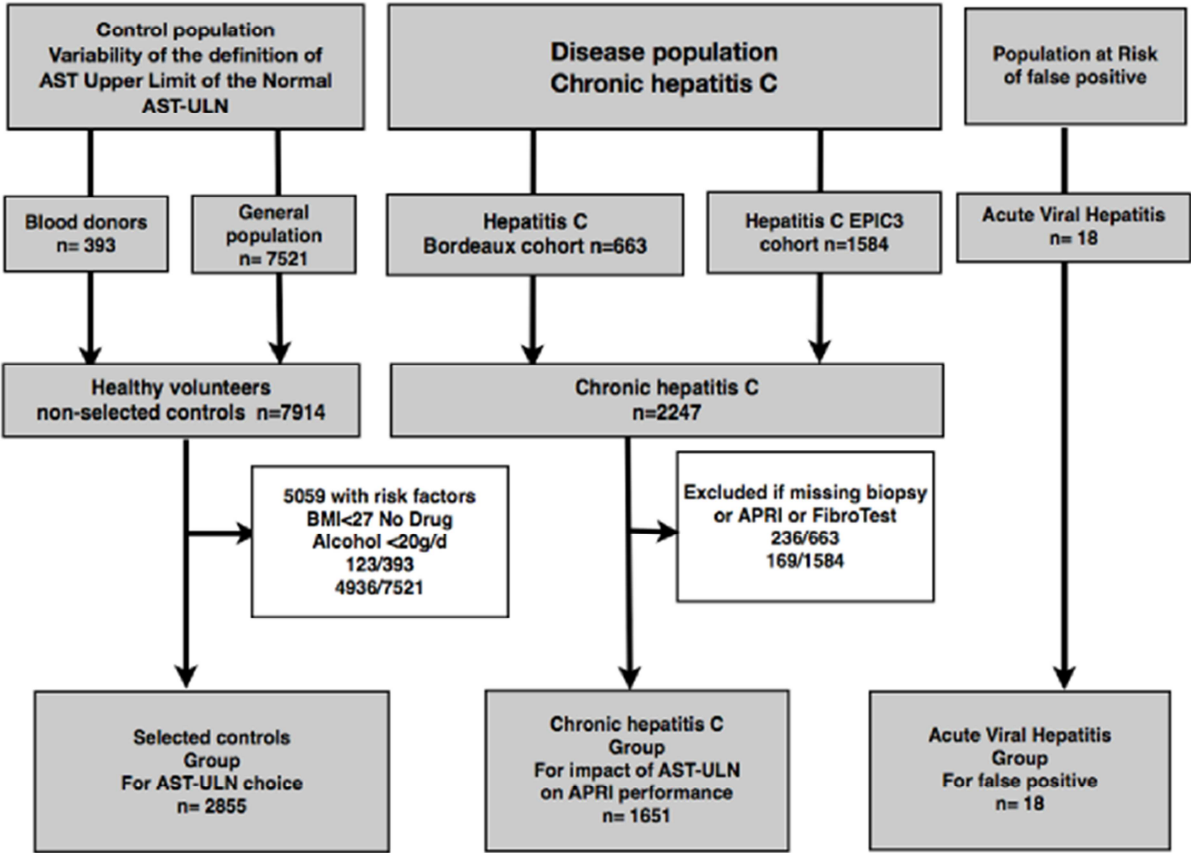 Control population
Variability of the definition of
AST Upper Limit of the Normal
AST-ULN
Disease population
Chronic hepatitis C
Population at Risk
of false positive
Blood donors
n= 393
General
population
n= 7521
Hepatitis C
Bordeaux cohort n=663
Hepatitis C EPIC3
cohort n=1584
Acute Viral Hepatitis
n= 18
Healthy volunteers
non-selected controls n=7914
Chronic hepatitis C
n=2247
5059 with risk factors
BMI<27 No Drug
Alcohol <20g/d
123/393
4936/7521
Excluded if missing biopsy
or APRI or FibroTest
236/663
169/1584
Selected controls
Group
For AST-ULN choice
n= 2855
Chronic hepatitis C
Group
For impact of AST-ULN
on APRI performance
n= 1651
Acute Viral Hepatitis
Group
For false positive
n= 18